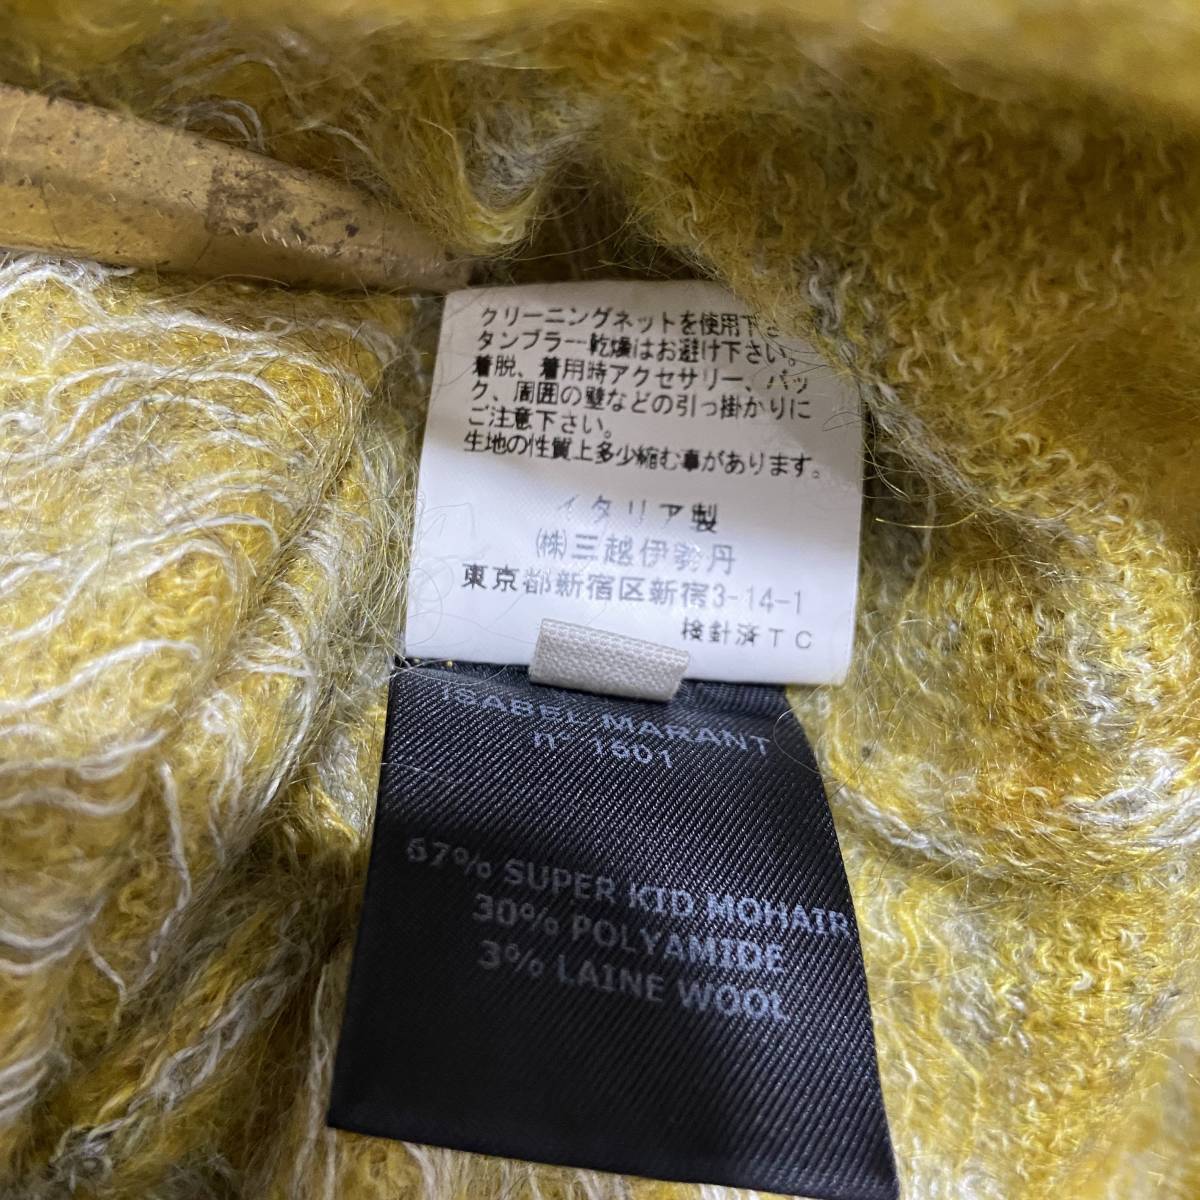 クリーニングネットを使用下さ
タンブラー乾燥はお避け下さい。
着脱、着用時アクセサリー、バッ
ク、周囲の壁などの引っ掛かりに
ご注意下さい。
生地の性質上多少縮む事があります。
イタリア製
㈱三越伊勢丹
東京都新宿区新宿3-14-1
検針済TC
ISABEL MARANT
n° 1601
67% SUPER KID MOHAIR
30% POLYAMIDE
3% LAINE WOOL